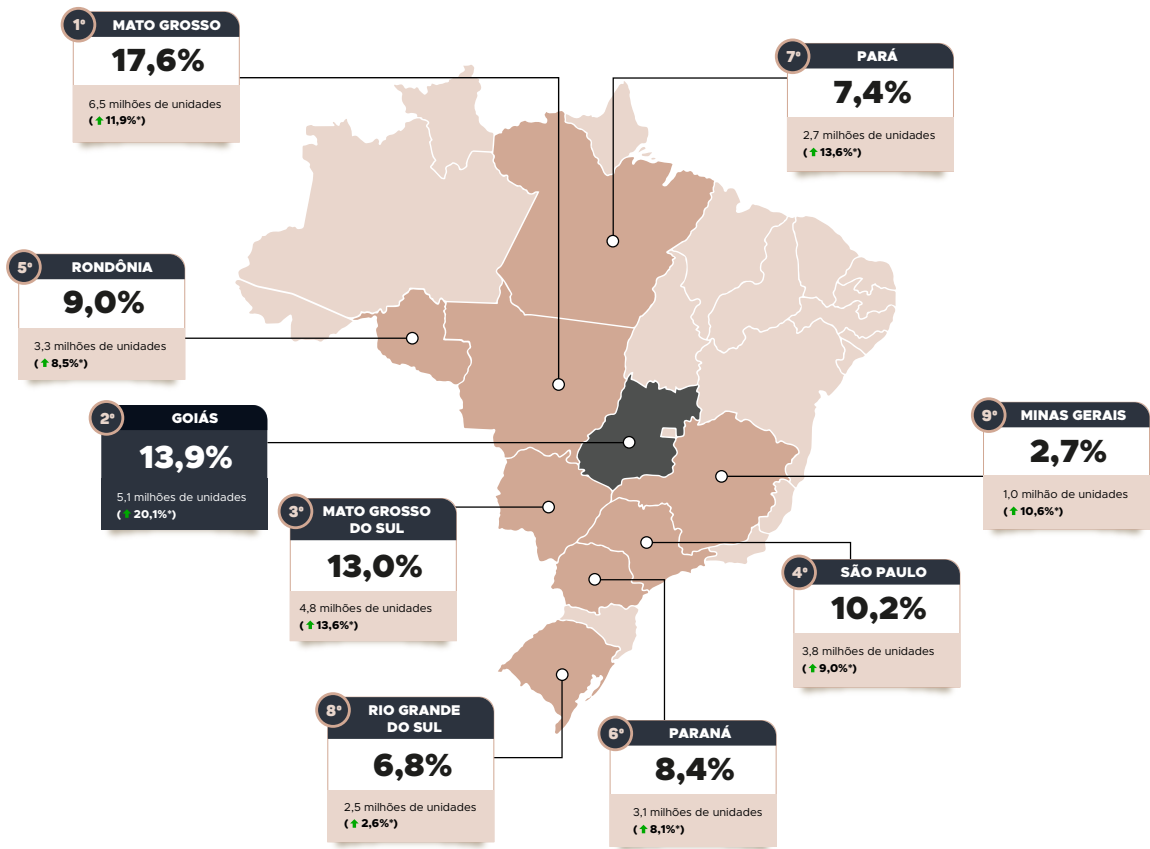 1º MATO GROSSO
17,6%
6,5 milhões de unidades
(11,9%*)
7º PARÁ
7,4%
2,7 milhões de unidades
(13,6%*)
5º RONDÔNIA
9,0%
3,3 milhões de unidades
(8,5%*)
2º GOIÁS
13,9%
5,1 milhões de unidades
(20,1%*)
9º MINAS GERAIS
2,7%
1,0 milhão de unidades
(10,6%*)
3º MATO GROSSO
DO SUL
13,0%
4,8 milhões de unidades
(13,6%*)
4º SÃO PAULO
10,2%
3,8 milhões de unidades
(9,0%*)
8º RIO GRANDE
DO SUL
6,8%
2,5 milhões de unidades
(2,6%*)
6º PARANÁ
8,4%
3,1 milhões de unidades
(8,1%*)